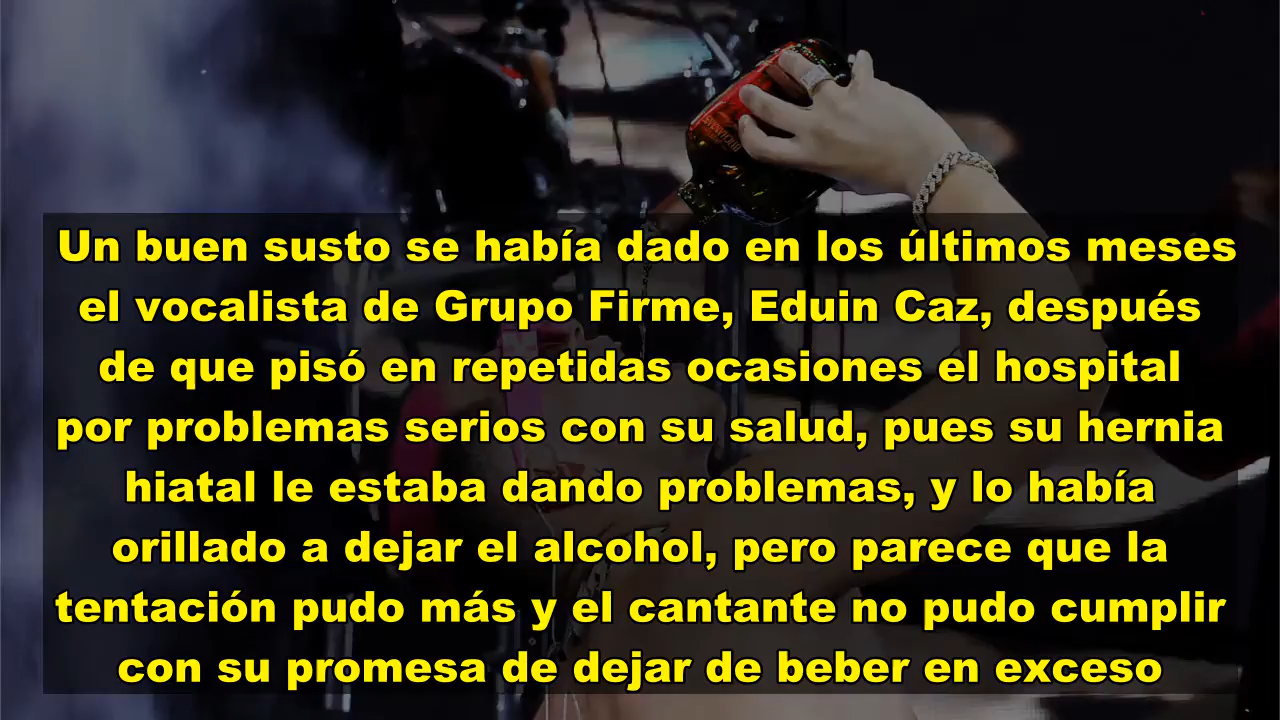 Un buen susto se había dado en los últimos meses
el vocalista de Grupo Firme, Eduin Caz, después
de que pisó en repetidas ocasiones el hospital
por problemas serios con su salud, pues su hernia
hiatal le estaba dando problemas, y lo había
orillado a dejar el alcohol, pero parece que la
tentación pudo más y el cantante no pudo cumplir
con su promesa de dejar de beber en exceso